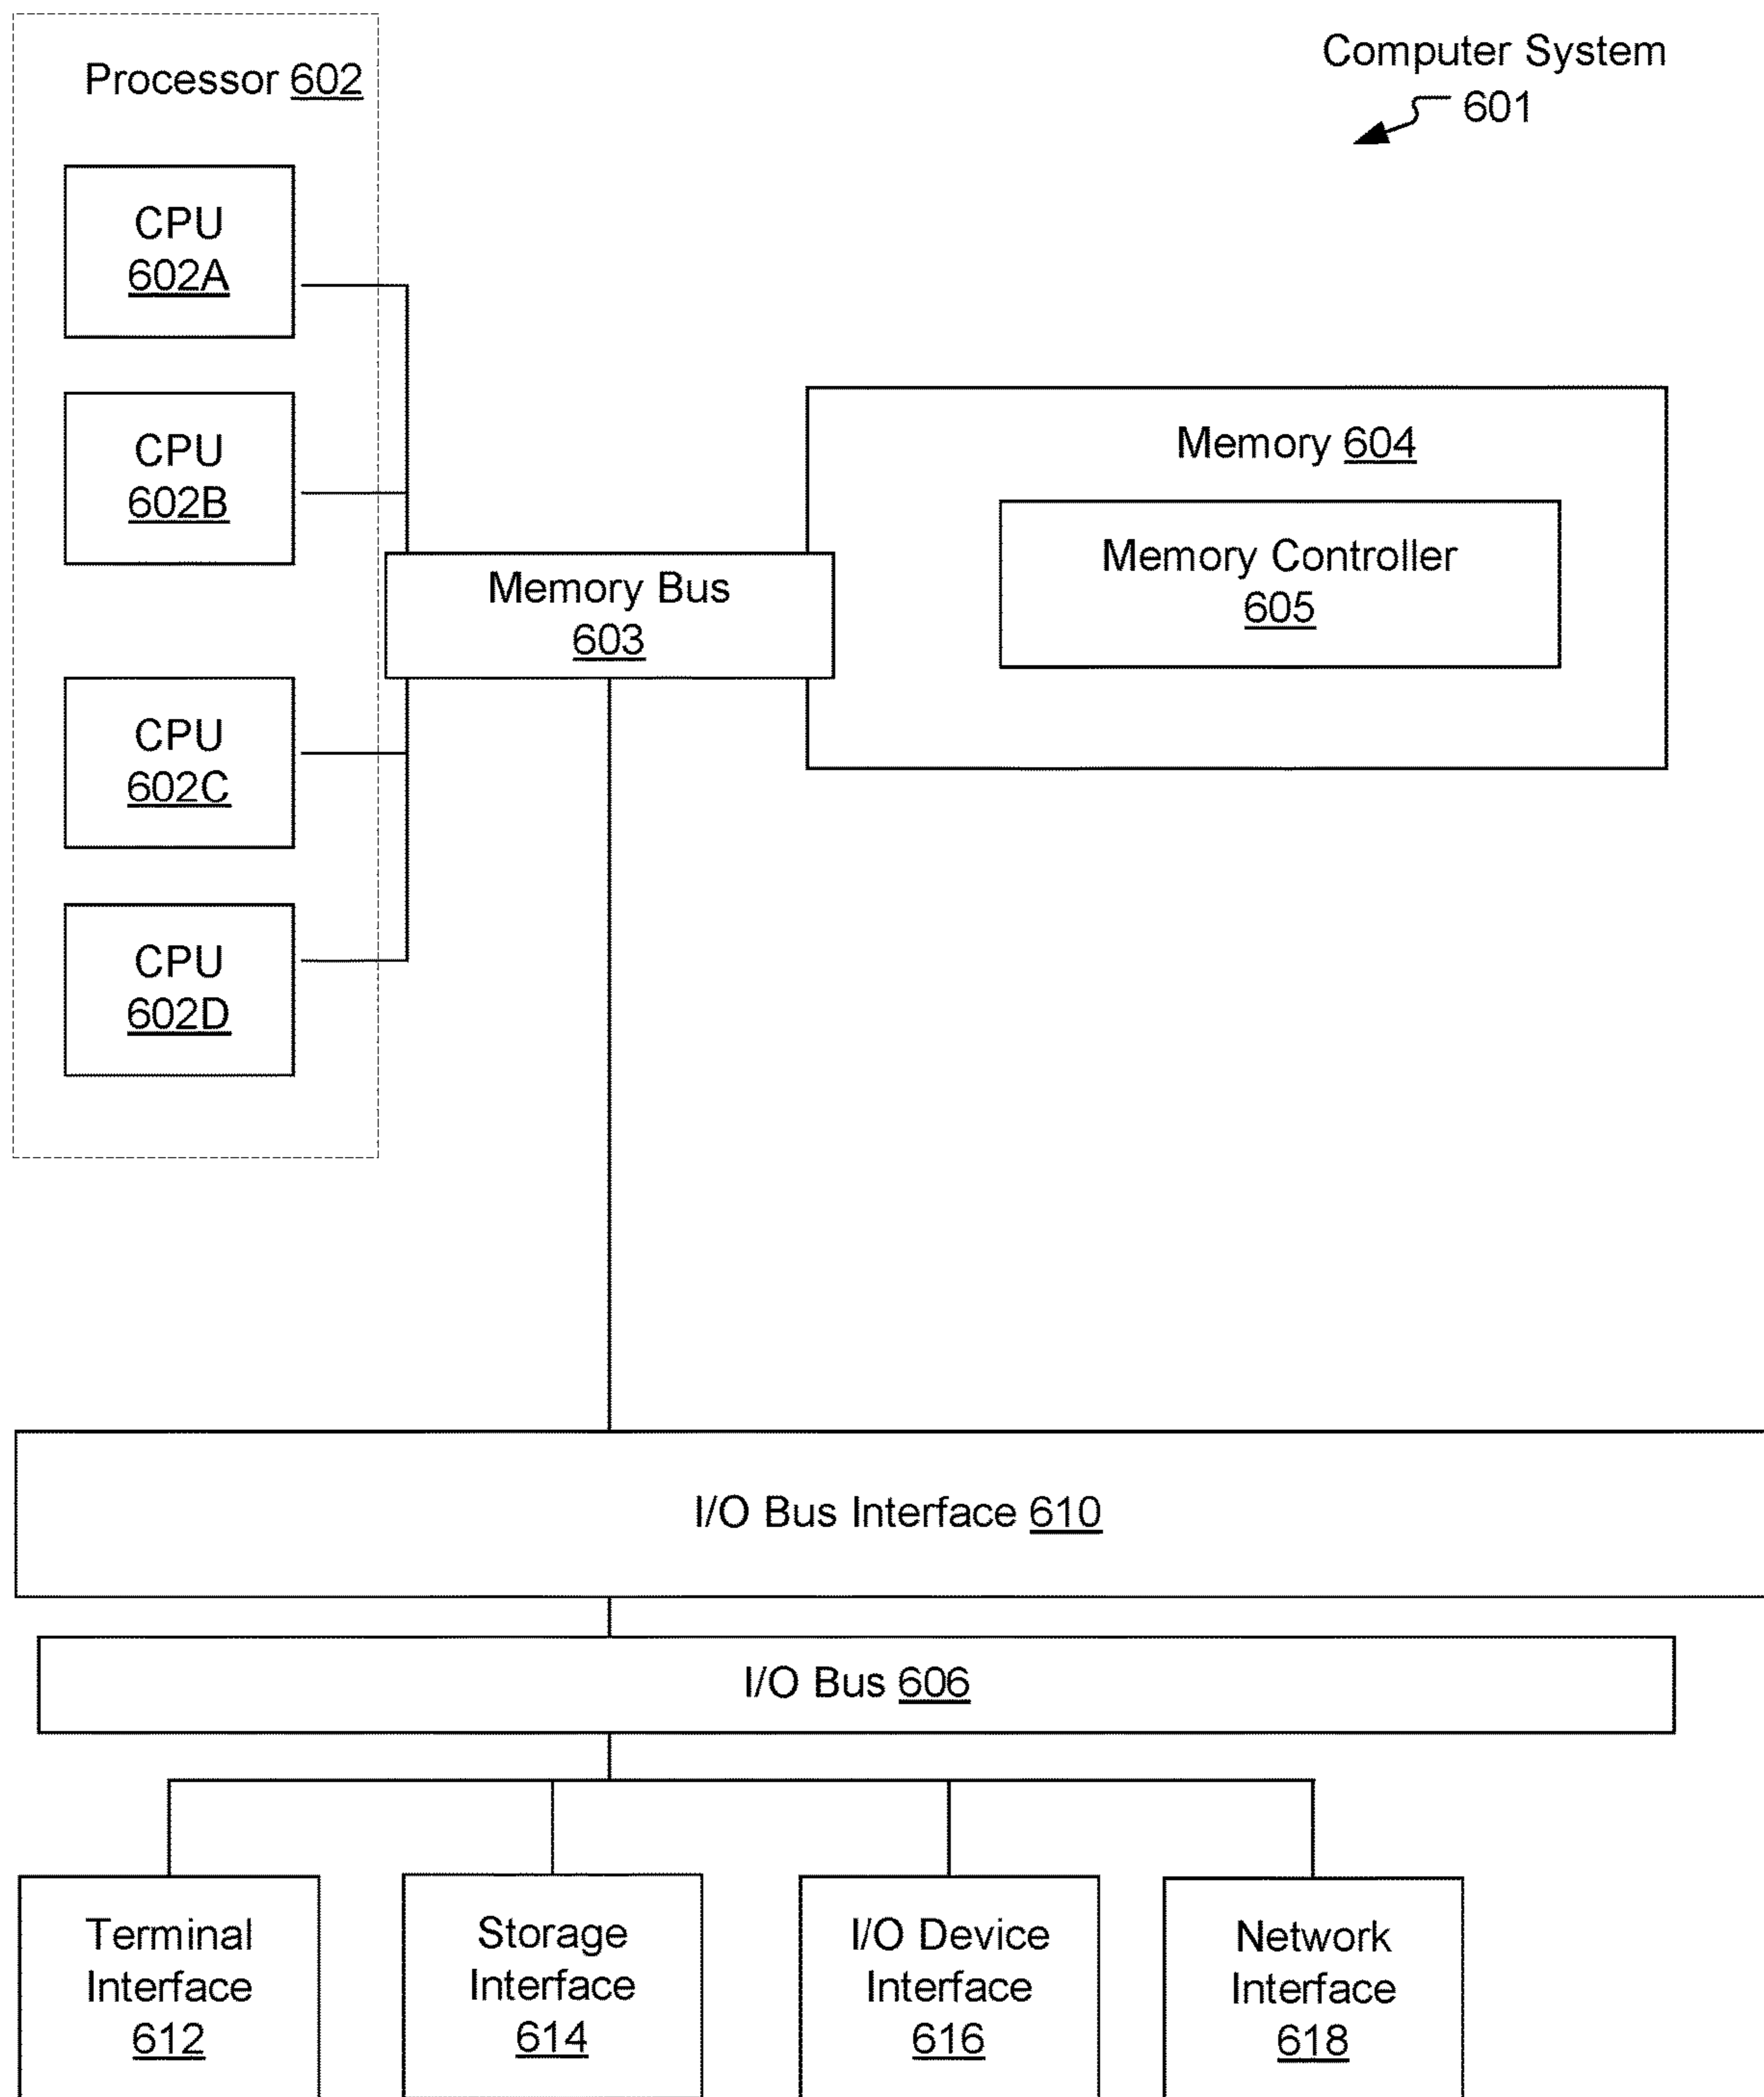 Processor 602
Computer System
601
CPU
602A
CPU
602B
Memory 604
Memory Controller
605
Memory Bus
603
CPU
602C
CPU
602D
I/O Bus Interface 610
I/O Bus 606
Terminal
Interface
612
Storage
Interface
614
I/O Device
Interface
616
Network
Interface
618